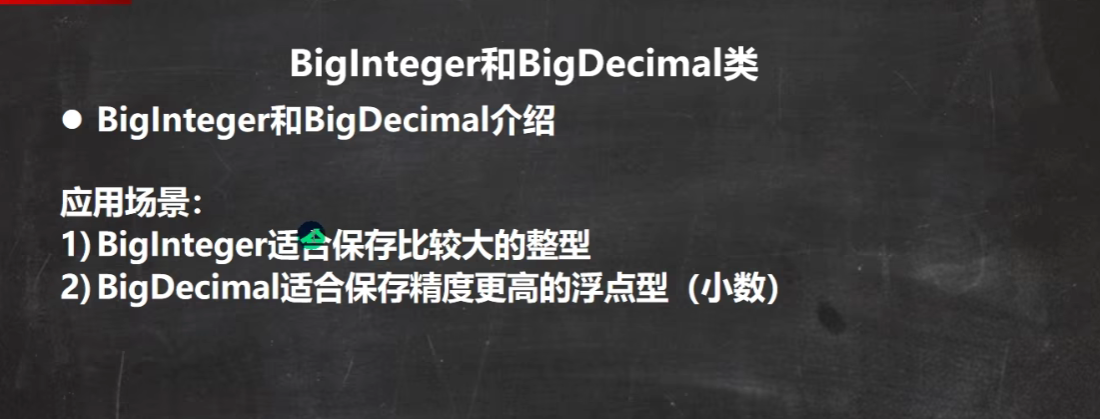 BigInteger和BigDecimal类
● BigInteger和BigDecimal介绍
应用场景：
1) BigInteger适合保存比较大的整型
2) BigDecimal适合保存精度更高的浮点型（小数）